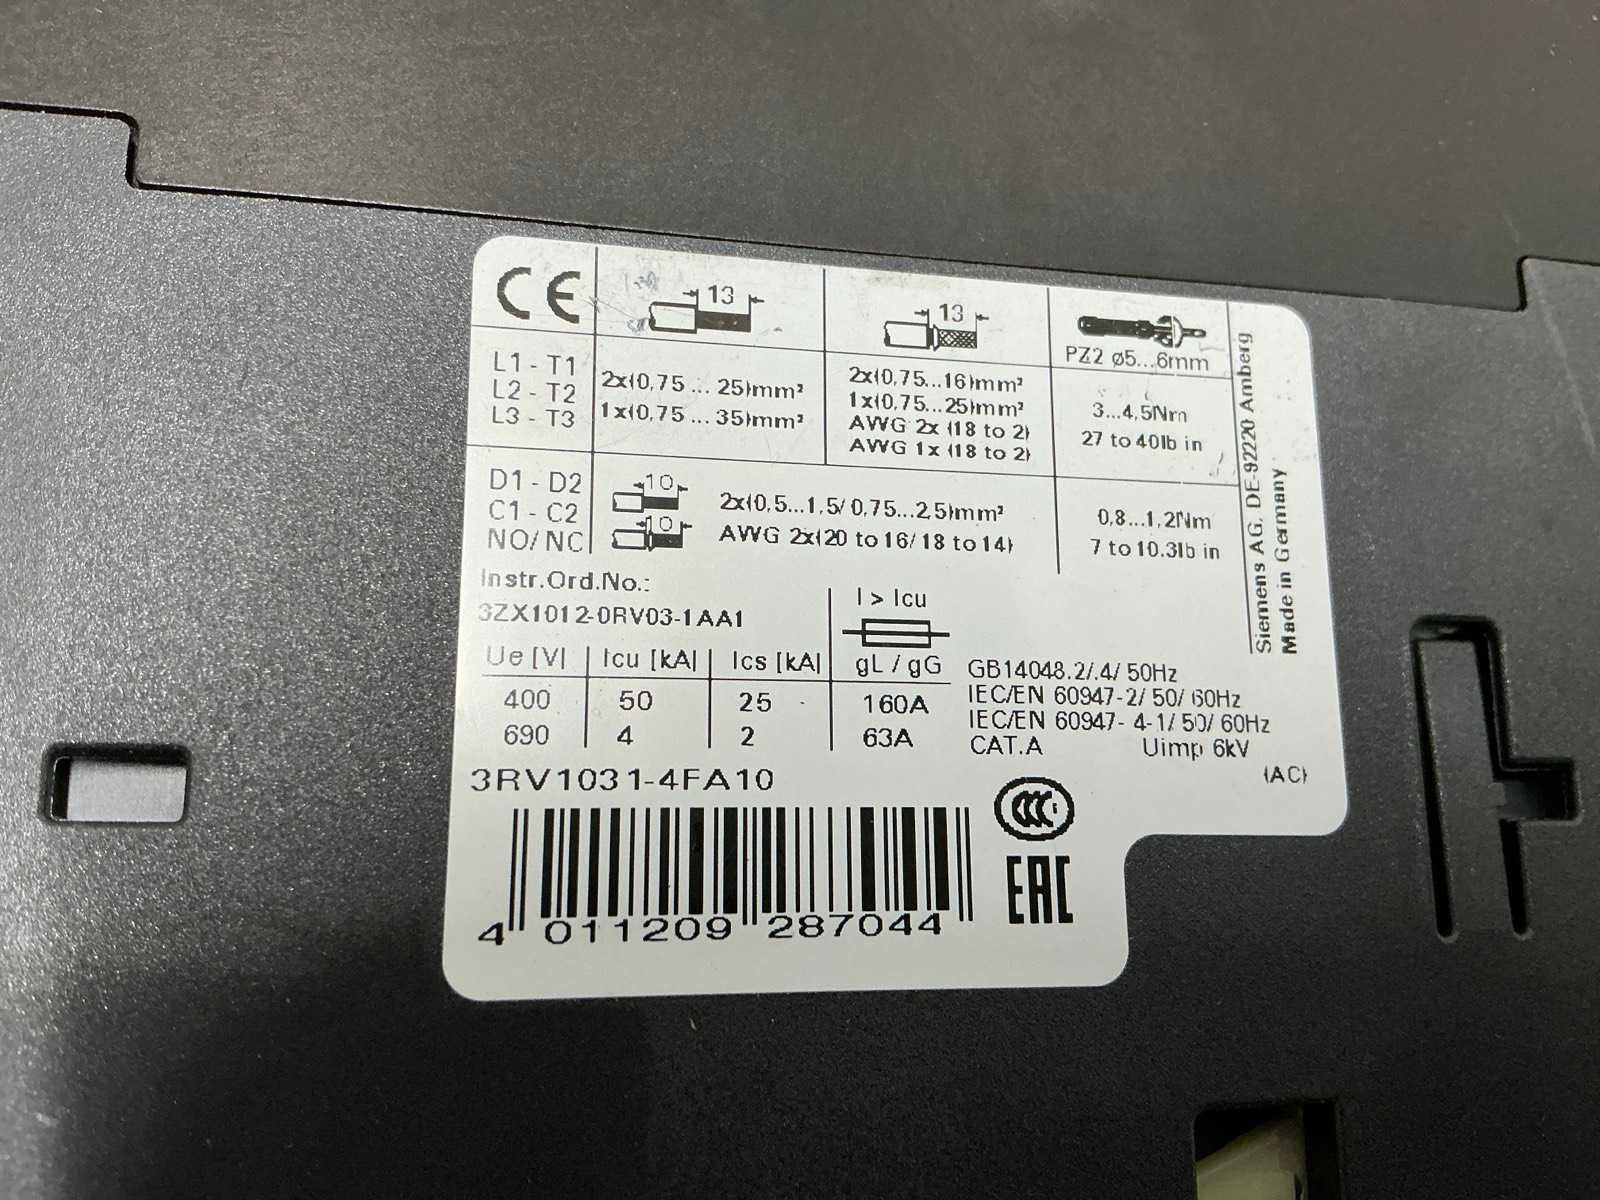 CE
13
13
PZ2 ø5...6mm
L1 - T1
L2 - T2
L3 - T3
2x(0,75 ... 25)mm²
1x(0,75 ... 35)mm²
2x(0,75...16)mm²
1x(0,75...25)mm²
AWG 2x (18 to 2)
AWG 1x (18 to 2)
3...4,5Nm
27 to 40lb in
D1 - D2
C1 - C2
NO/NC
10
10
2x(0,5...1,5/ 0,75...2,5)mm²
AWG 2x(20 to 16/ 18 to 14)
0,8...1,2Nm
7 to 10.3lb in
Siemens AG, DE-92220 Amberg
Made in Germany
Instr.Ord.No.:
3ZX1012-0RV03-1AA1
I > Icu
Ue [V] Icu [kA] Ics [kA] gL / gG
400 50 25 160A
690 4 2 63A
GB14048.2/.4/ 50Hz
IEC/EN 60947-2/ 50/ 60Hz
IEC/EN 60947- 4-1/ 50/ 60Hz
CAT.A Uimp 6kV
(AC)
3RV1031-4FA10
CCC
EAC
4 011209 287044